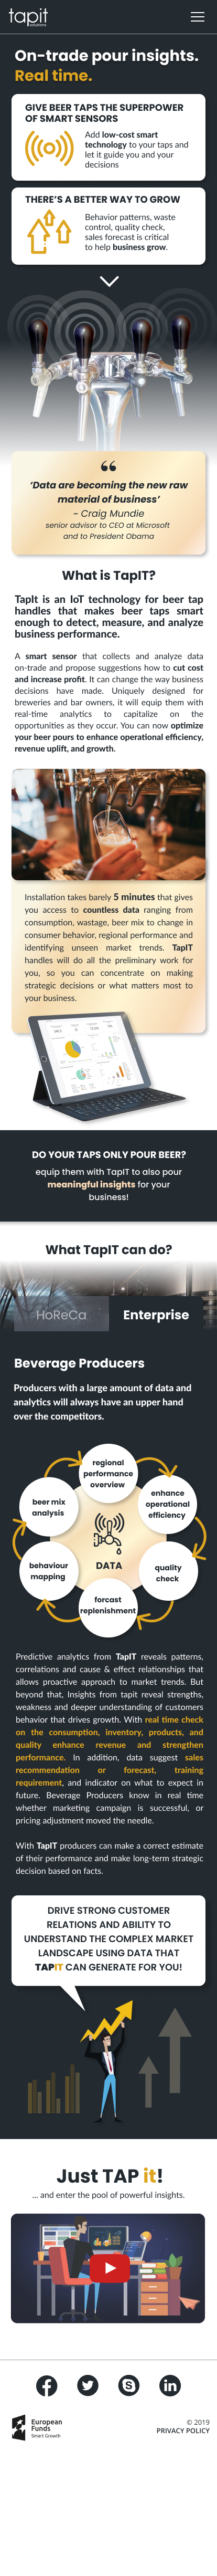 tapit
solutions
On-trade pour insights.
Real time.
GIVE BEER TAPS THE SUPERPOWER
OF SMART SENSORS
Add low-cost smart
technology to your taps and
let it guide you and your
decisions
THERE'S A BETTER WAY TO GROW
Behavior patterns, waste
control, quality check,
sales forecast is critical
to help business grow.
'Data are becoming the new raw
material of business'
~ Craig Mundie
senior advisor to CEO at Microsoft
and to President Obama
What is TapIT?
TapIt is an IoT technology for beer tap
handles that makes beer taps smart
enough to detect, measure, and analyze
business performance.
A smart sensor that collects and analyze data
on-trade and propose suggestions how to cut cost
and increase profit. It can change the way business
decisions have made. Uniquely designed for
breweries and bar owners, it will equip them with
real-time analytics to capitalize on the
opportunities as they occur. You can now optimize
your beer pours to enhance operational efficiency,
revenue uplift, and growth.
Installation takes barely 5 minutes that gives
you access to countless data ranging from
consumption, wastage, beer mix to change in
consumer behavior, regional performance and
identifying unseen market trends. TapIT
handles will do all the preliminary work for
you, so you can concentrate on making
strategic decisions or what matters most to
your business.
DO YOUR TAPS ONLY POUR BEER?
equip them with TapIT to also pour
meaningful insights for your
business!
What TapIT can do?
HoReCa
Enterprise
Beverage Producers
Producers with a large amount of data and
analytics will always have an upper hand
over the competitors.
regional
performance
overview
beer mix
analysis
enhance
operational
efficiency
DATA
behaviour
mapping
quality
check
forcast
replenishment
Predictive analytics from TapIT reveals patterns,
correlations and cause & effect relationships that
allows proactive approach to market trends. But
beyond that, Insights from tapit reveal strengths,
weakness and deeper understanding of customers
behavior that drives growth. With real time check
on the consumption, inventory, products, and
quality enhance revenue and strengthen
performance. In addition, data suggest sales
recommendation or forecast, training
requirement, and indicator on what to expect in
future. Beverage Producers know in real time
whether marketing campaign is successful, or
pricing adjustment moved the needle.
With TapIT producers can make a correct estimate
of their performance and make long-term strategic
decision based on facts.
DRIVE STRONG CUSTOMER
RELATIONS AND ABILITY TO
UNDERSTAND THE COMPLEX MARKET
LANDSCAPE USING DATA THAT
TAPIT CAN GENERATE FOR YOU!
Just TAP it!
... and enter the pool of powerful insights.
European
Funds
Smart Growth
© 2019
PRIVACY POLICY